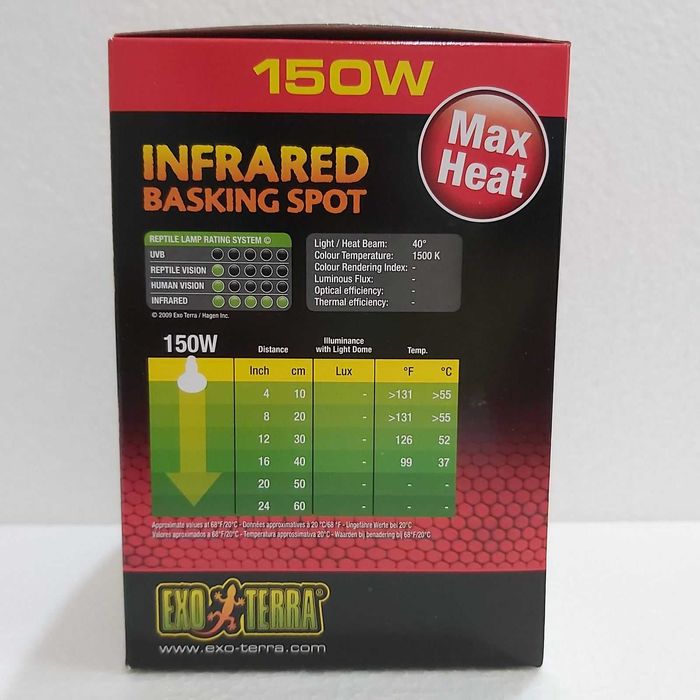 150W
Max
Heat
INFRARED
BASKING SPOT
REPTILE LAMP RATING SYSTEM ©
UVB
REPTILE VISION
HUMAN VISION
INFRARED
© 2009 Exo Terra / Hagen Inc.
Light / Heat Beam: 40°
Colour Temperature: 1500 K
Colour Rendering Index: -
Luminous Flux: -
Optical efficiency: -
Thermal efficiency: -
150W
Distance Illuminance with Light Dome Temp.
Inch cm Lux °F °C
4 10 - >131 >55
8 20 - >131 >55
12 30 - 126 52
16 40 - 99 37
20 50 - - -
24 60 - - -
Approximate values at 68°F/20°C - Données approximatives à 20 °C/68 °F - Ungefähre Werte bei 20°C
Valores aproximados a 68°F/20°C - Temperatura approssimativa 20°C - Waarden bij benadering bij 68°F/20°C
EXO TERRA
www.exo-terra.com